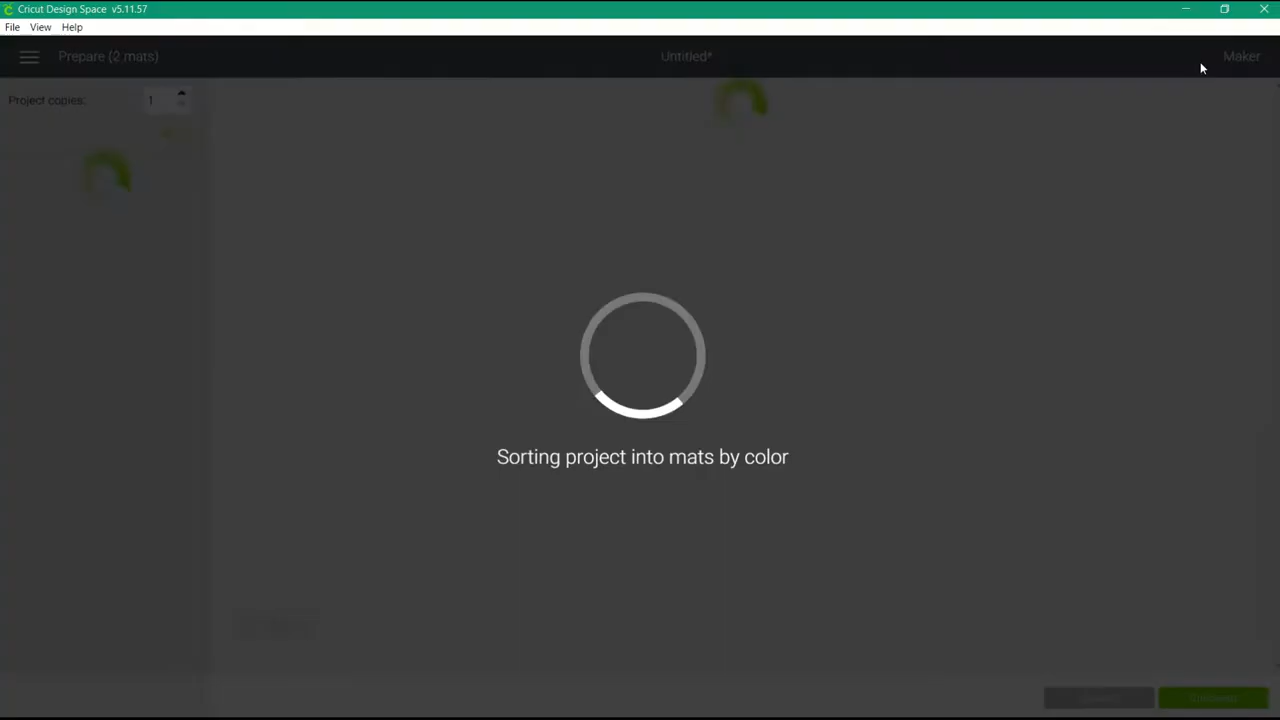 Cricut Design Space v5.11.57
File View Help
Prepare (2 mats)
Untitled*
Maker
Project copies:
1
Sorting project into mats by color